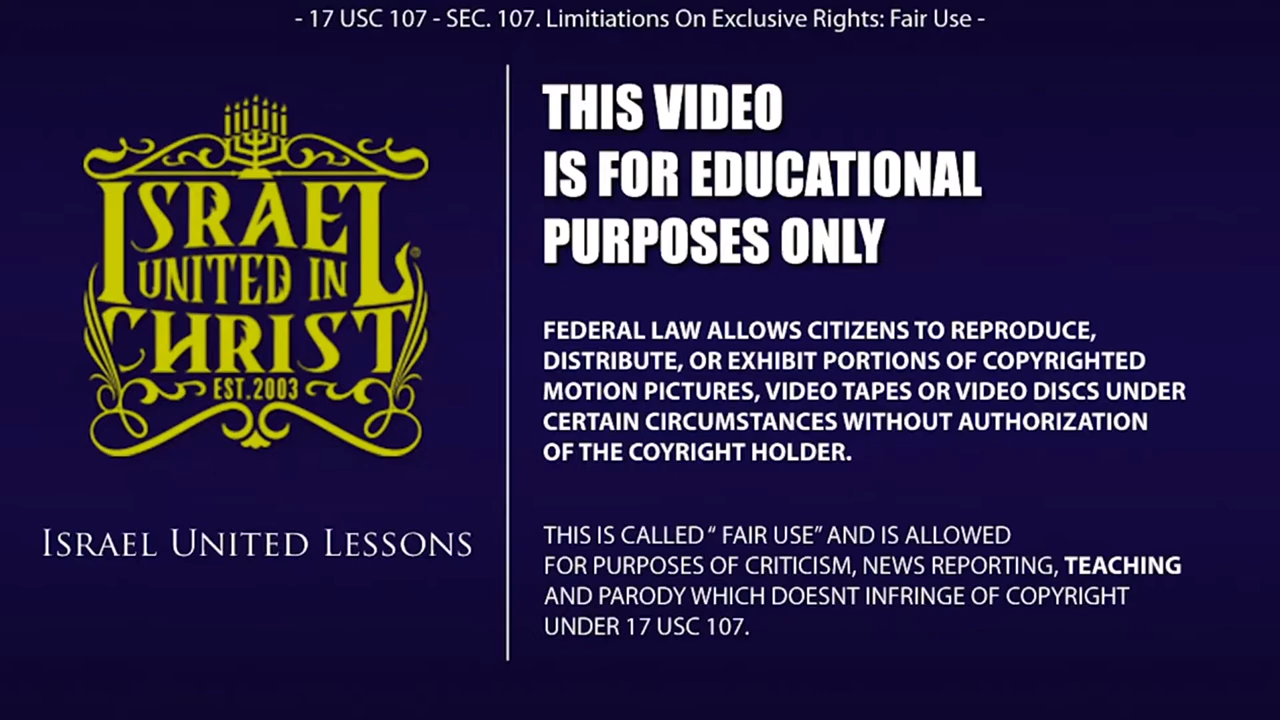 - 17 USC 107 - SEC. 107. Limitiations On Exclusive Rights: Fair Use -
ISRAEL
UNITED IN
CHRIST
EST.2003
ISRAEL UNITED LESSONS
THIS VIDEO
IS FOR EDUCATIONAL
PURPOSES ONLY
FEDERAL LAW ALLOWS CITIZENS TO REPRODUCE,
DISTRIBUTE, OR EXHIBIT PORTIONS OF COPYRIGHTED
MOTION PICTURES, VIDEO TAPES OR VIDEO DISCS UNDER
CERTAIN CIRCUMSTANCES WITHOUT AUTHORIZATION
OF THE COYRIGHT HOLDER.
THIS IS CALLED “ FAIR USE” AND IS ALLOWED
FOR PURPOSES OF CRITICISM, NEWS REPORTING, TEACHING
AND PARODY WHICH DOESNT INFRINGE OF COPYRIGHT
UNDER 17 USC 107.